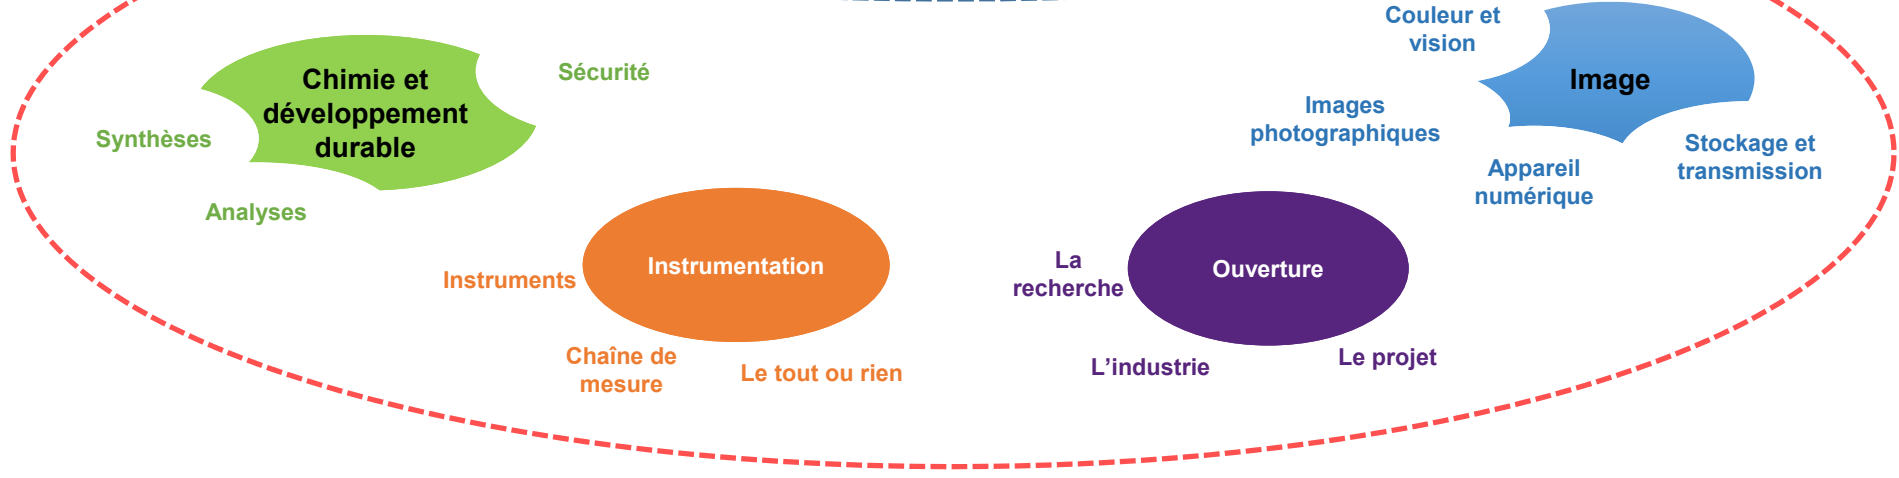 Chimie et
développement
durable
Sécurité
Synthèses
Analyses
Couleur et
vision
Image
Images
photographiques
Appareil
numérique
Stockage et
transmission
Instrumentation
Instruments
Chaîne de
mesure
Le tout ou rien
Ouverture
La
recherche
L’industrie
Le projet